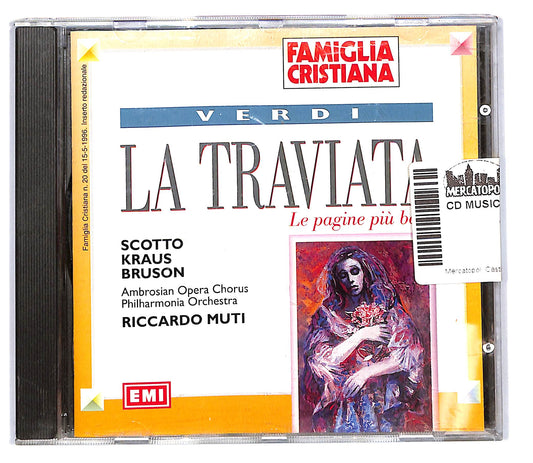 FAMIGLIA
CRISTIANA
VERDI
LA TRAVIATA
Le pagine più
SCOTTO
KRAUS
BRUSON
Ambrosian Opera Chorus
Philharmonia Orchestra
RICCARDO MUTI
EMI
Famiglia Cristiana n. 20 del 15-5-1996. Inserto redazionale
MERCATOPO
CD MUSIC
Mercatopoli Cast